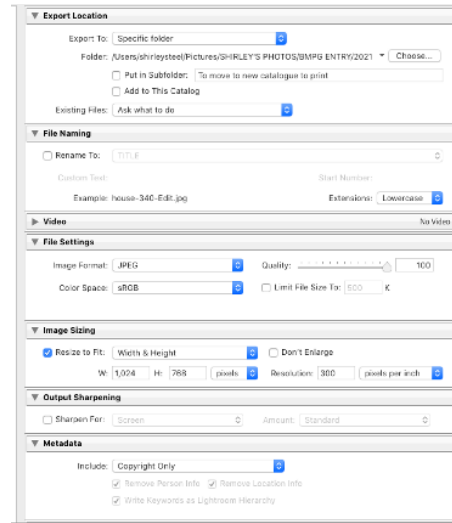 Export Location
Export To: Specific folder
Folder: /Users/shirleysteel/Pictures/SHIRLEY'S PHOTOS/BMPG ENTRY/2021 Choose...
Put in Subfolder: To move to new catalogue to print
Add to This Catalog
Existing Files: Ask what to do
File Naming
Rename To: TITLE
Custom Text: Start Number:
Example: house-340-Edit.jpg Extensions: Lowercase
Video No Video
File Settings
Image Format: JPEG Quality: 100
Color Space: sRGB Limit File Size To: 500 K
Image Sizing
Resize to Fit: Width & Height Don't Enlarge
W: 1,024 H: 768 pixels Resolution: 300 pixels per inch
Output Sharpening
Sharpen For: Screen Amount: Standard
Metadata
Include: Copyright Only
Remove Person Info Remove Location Info
Write Keywords as Lightroom Hierarchy